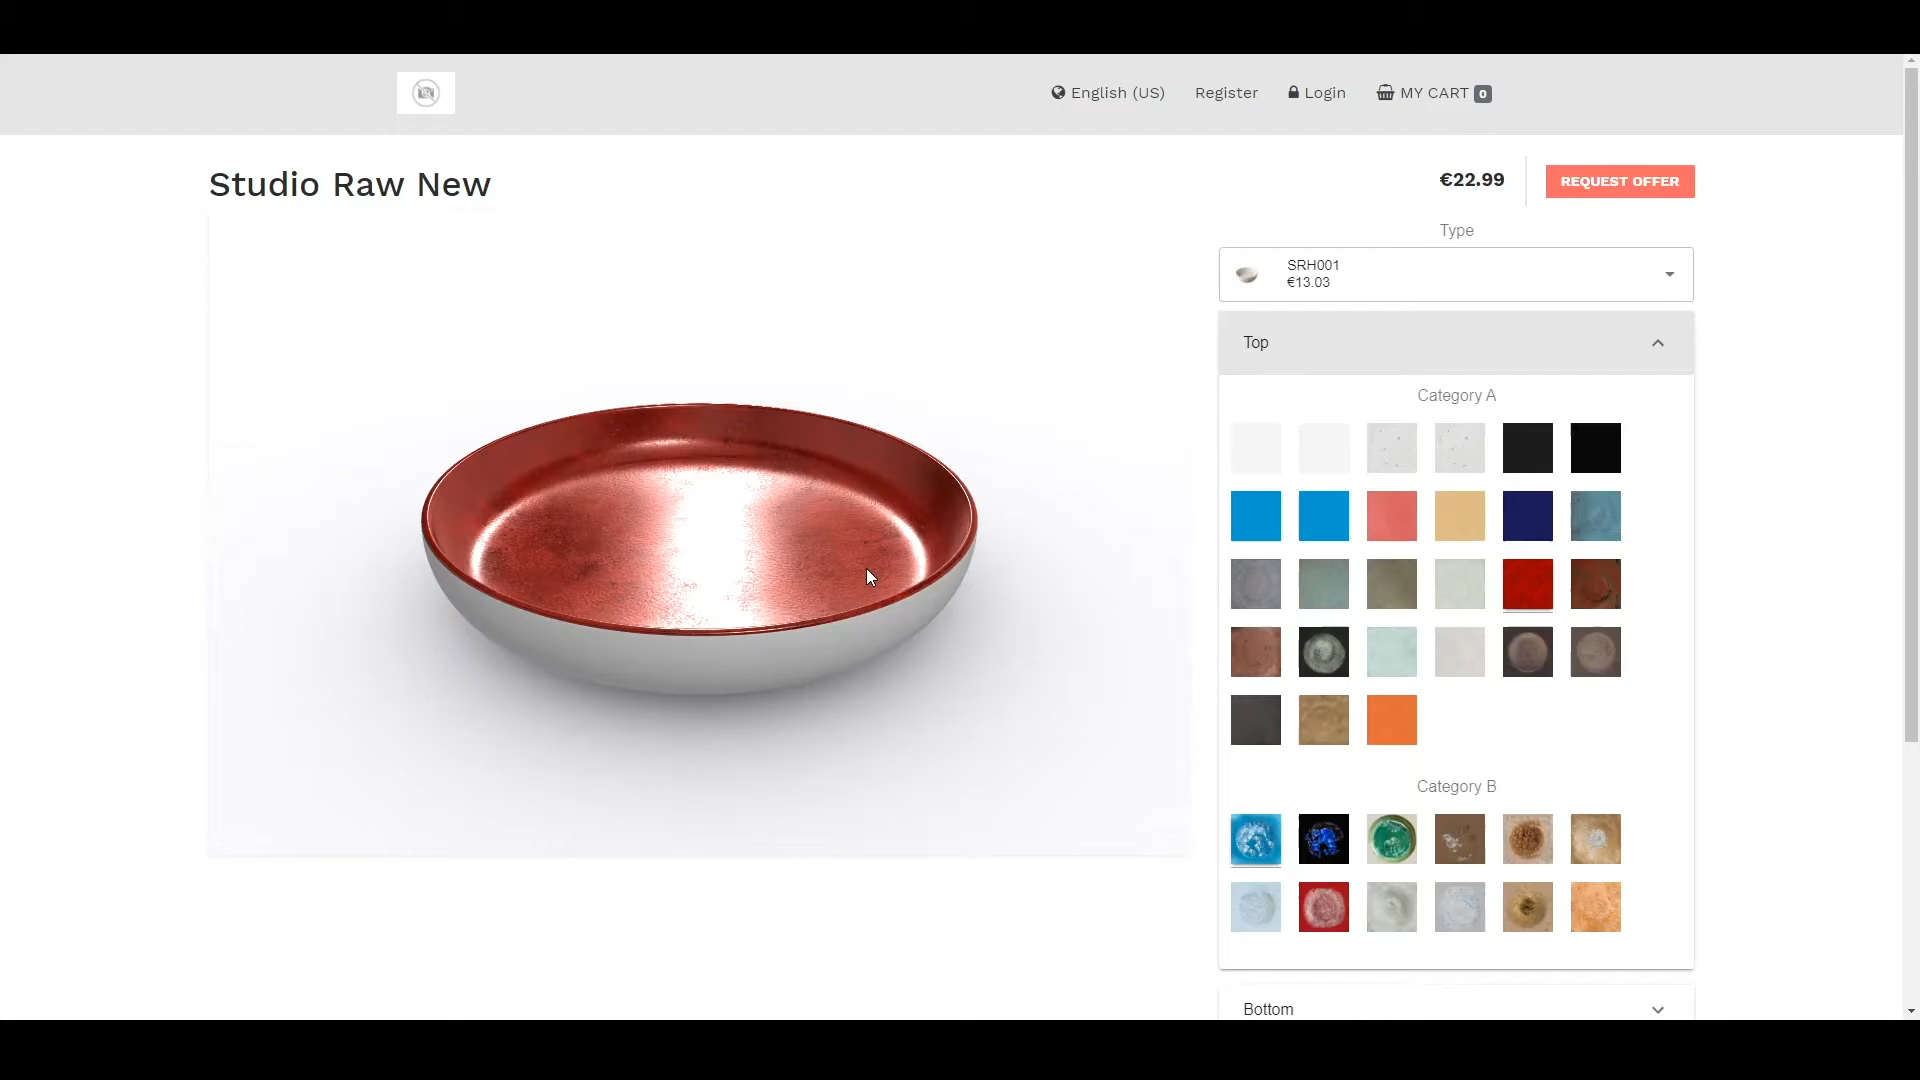 English (US) Register Login MY CART 0
Studio Raw New
€22.99 REQUEST OFFER
Type
SRH001
€13.03
Top
Category A
Category B
Bottom